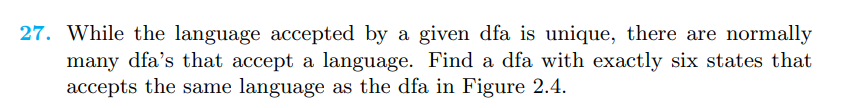 27. While the language accepted by a given dfa is unique, there are normally
many dfa's that accept a language. Find a dfa with exactly six states that
accepts the same language as the dfa in Figure 2.4.